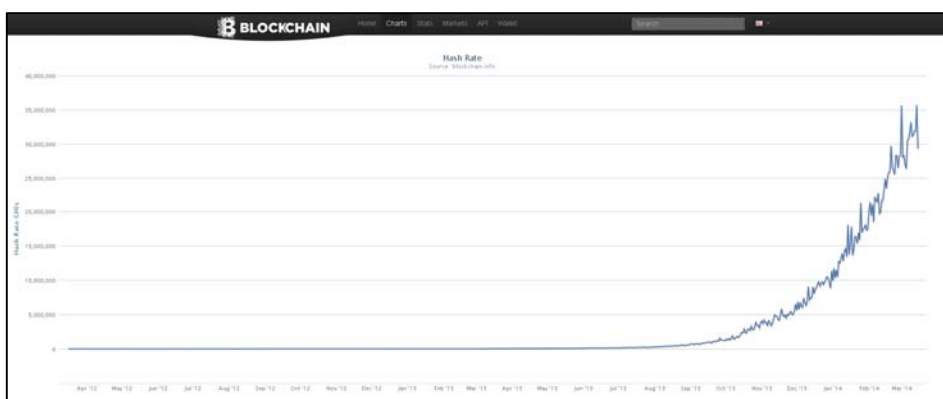 BLOCKCHAIN Home Charts Stats Markets API Wallet Search
Hash Rate
Source: blockchain.info
40,000,000
35,000,000
30,000,000
25,000,000
20,000,000
15,000,000
10,000,000
5,000,000
0
Hash Rate GH/s
Apr '12 May '12 Jun '12 Jul '12 Aug '12 Sep '12 Oct '12 Nov '12 Dec '12 Jan '13 Feb '13 Mar '13 Apr '13 May '13 Jun '13 Jul '13 Aug '13 Sep '13 Oct '13 Nov '13 Dec '13 Jan '14 Feb '14 Mar '14